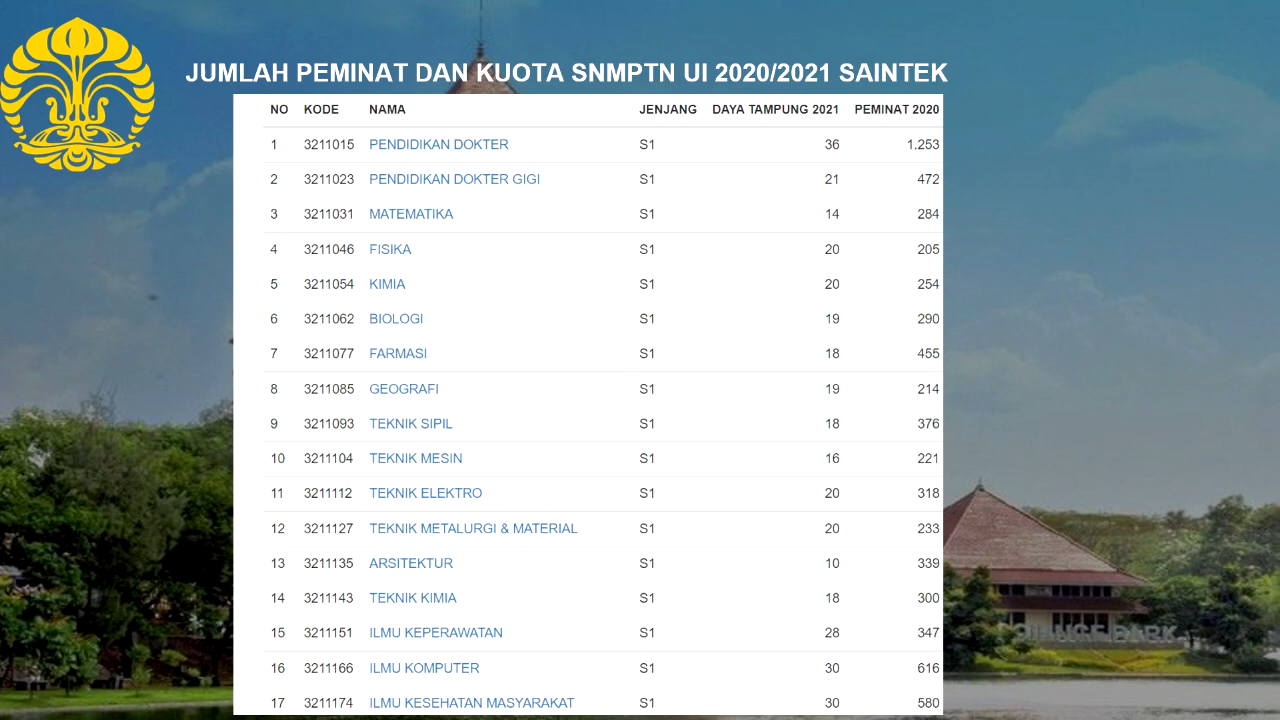 JUMLAH PEMINAT DAN KUOTA SNMPTN UI 2020/2021 SAINTEK
NO KODE NAMA JENJANG DAYA TAMPUNG 2021 PEMINAT 2020
1 3211015 PENDIDIKAN DOKTER S1 36 1.253
2 3211023 PENDIDIKAN DOKTER GIGI S1 21 472
3 3211031 MATEMATIKA S1 14 284
4 3211046 FISIKA S1 20 205
5 3211054 KIMIA S1 20 254
6 3211062 BIOLOGI S1 19 290
7 3211077 FARMASI S1 18 455
8 3211085 GEOGRAFI S1 19 214
9 3211093 TEKNIK SIPIL S1 18 376
10 3211104 TEKNIK MESIN S1 16 221
11 3211112 TEKNIK ELEKTRO S1 20 318
12 3211127 TEKNIK METALURGI & MATERIAL S1 20 233
13 3211135 ARSITEKTUR S1 10 339
14 3211143 TEKNIK KIMIA S1 18 300
15 3211151 ILMU KEPERAWATAN S1 28 347
16 3211166 ILMU KOMPUTER S1 30 616
17 3211174 ILMU KESEHATAN MASYARAKAT S1 30 580